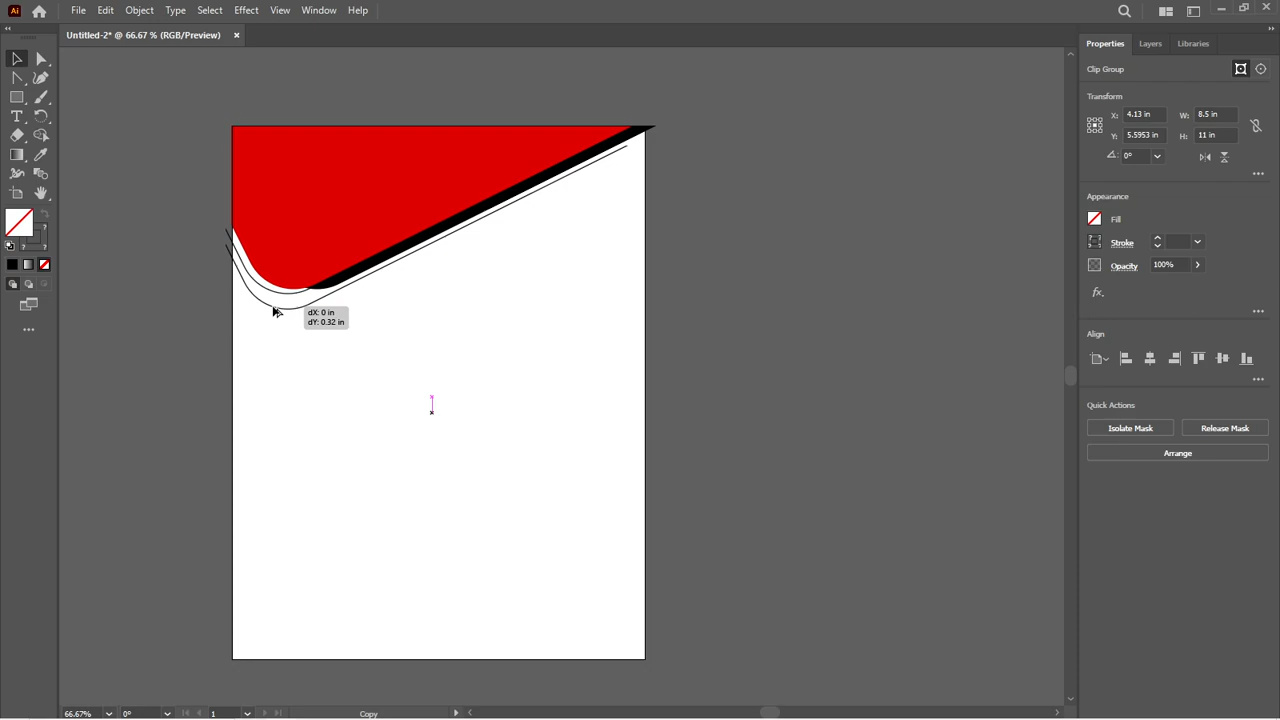 Ai File Edit Object Type Select Effect View Window Help
Untitled-2* @ 66.67 % (RGB/Preview) ×
Properties Layers Libraries
Clip Group
Transform
X: 4.13 in W: 8.5 in
Y: 5.5953 in H: 11 in
0°
Appearance
Fill
Stroke
Opacity 100%
fx.
Align
Quick Actions
Isolate Mask Release Mask
Arrange
dX: 0 in
dY: 0.32 in
? ? ?
66.67% 0° 1 Copy